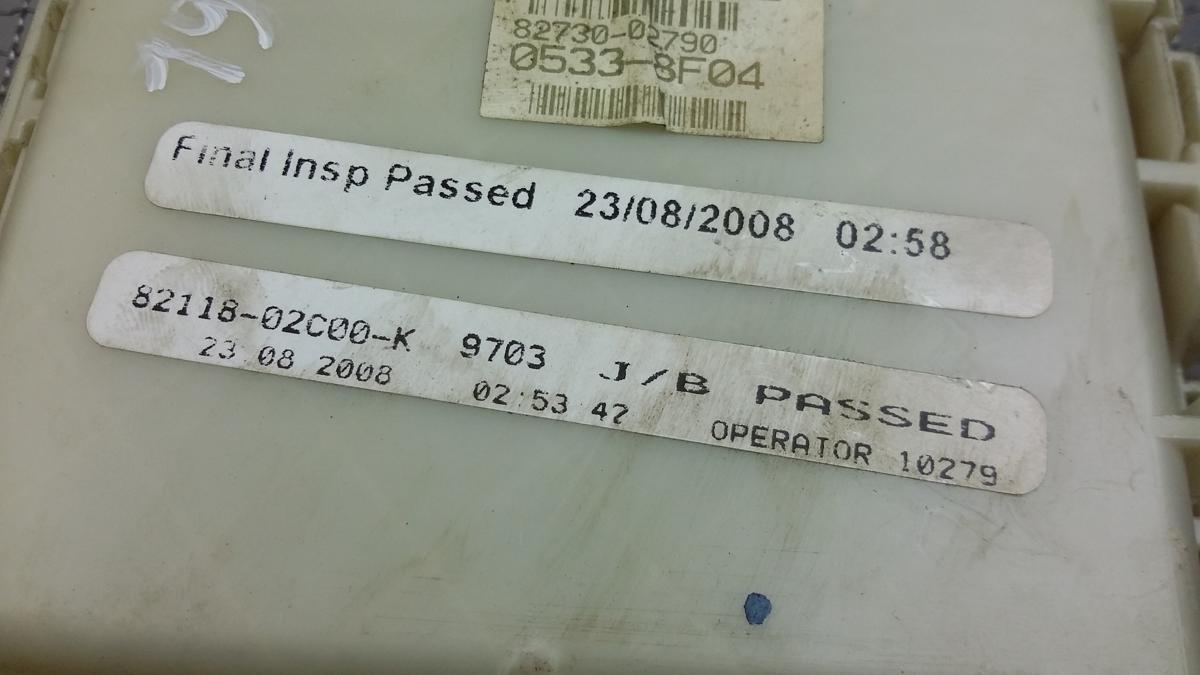 82730-02790
0533-8F04
Final Insp Passed 23/08/2008 02:58
82118-02C00-K 9703 J/B PASSED
23 08 2008 02:53 42 OPERATOR 10279